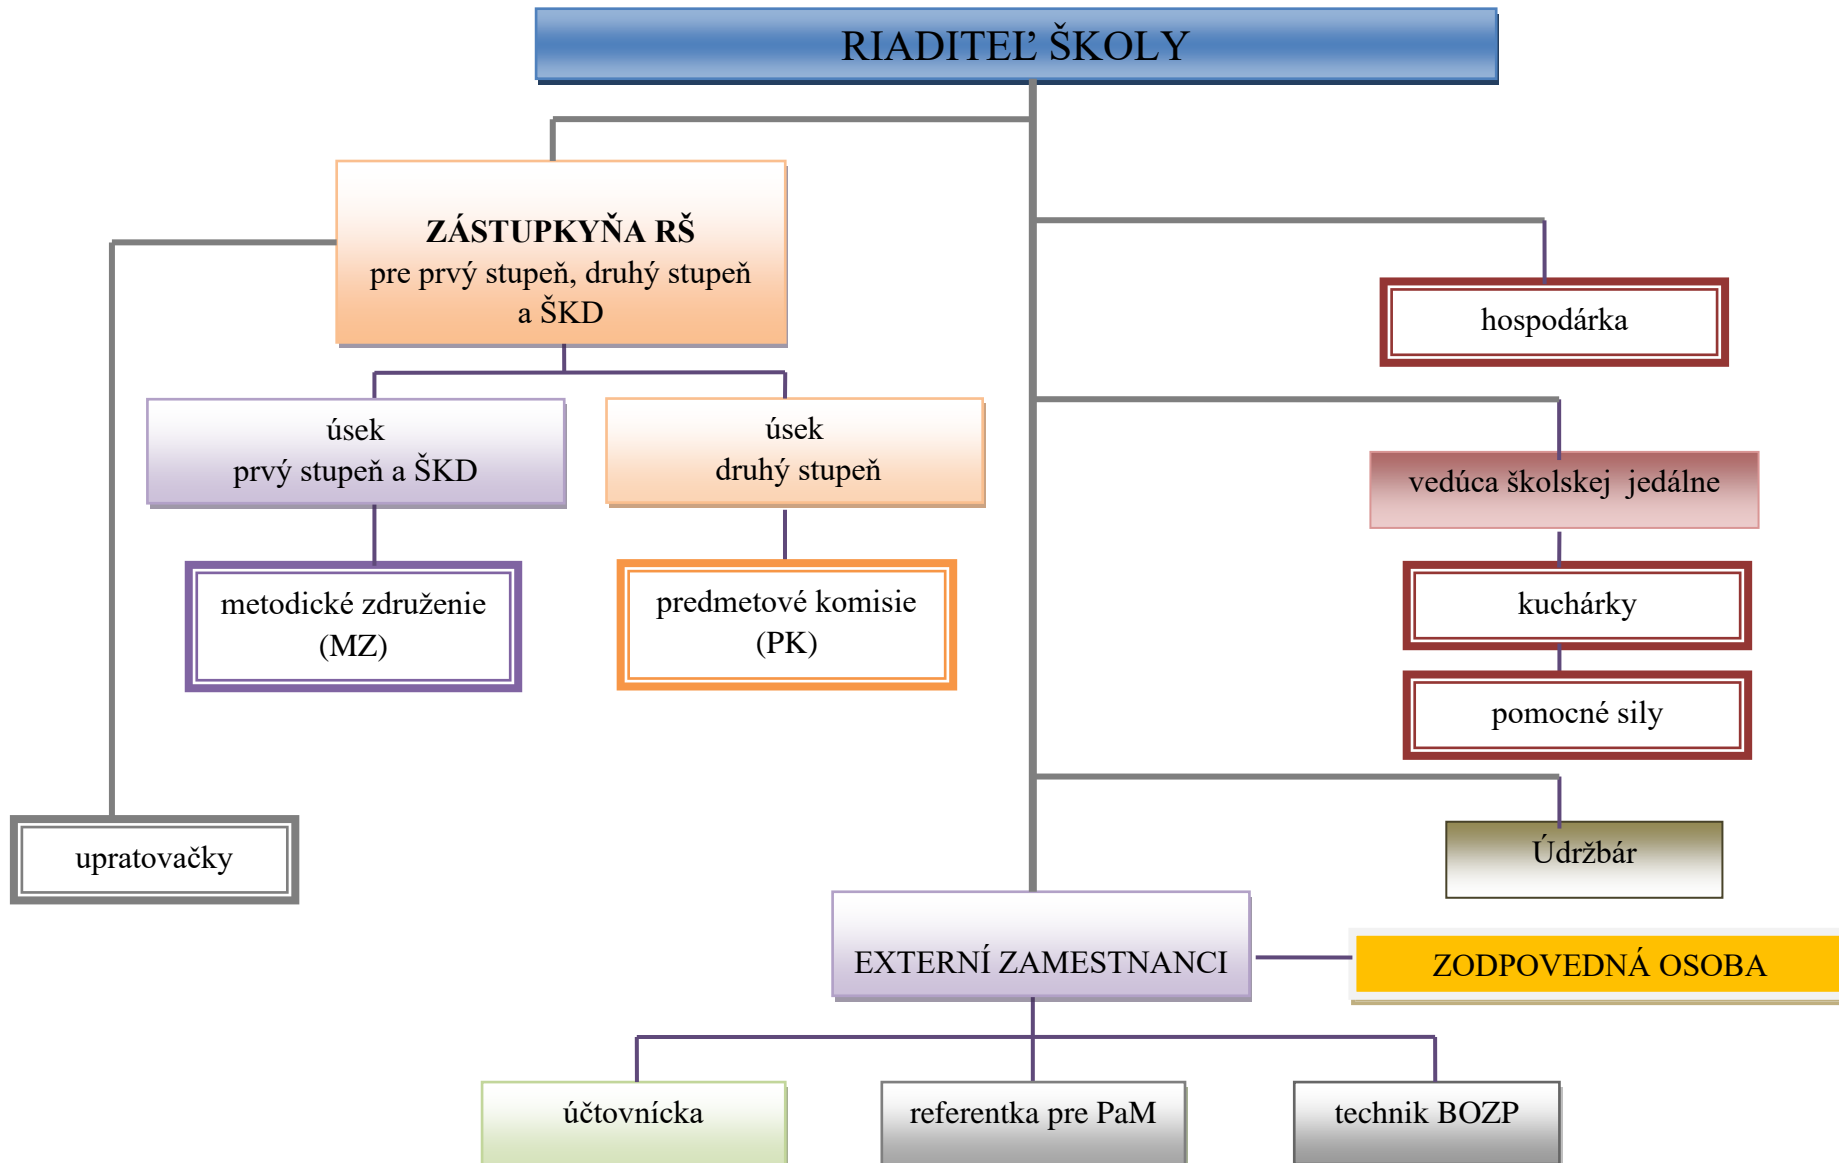 RIADITEĽ ŠKOLY
ZÁSTUPKYŇA RŠ
pre prvý stupeň, druhý stupeň
a ŠKD
hospodárka
úsek
prvý stupeň a ŠKD
úsek
druhý stupeň
vedúca školskej jedálne
metodické združenie
(MZ)
predmetové komisie
(PK)
kuchárky
pomocné sily
upratovačky
Údržbár
EXTERNÍ ZAMESTNANCI
ZODPOVEDNÁ OSOBA
účtovnícka
referentka pre PaM
technik BOZP